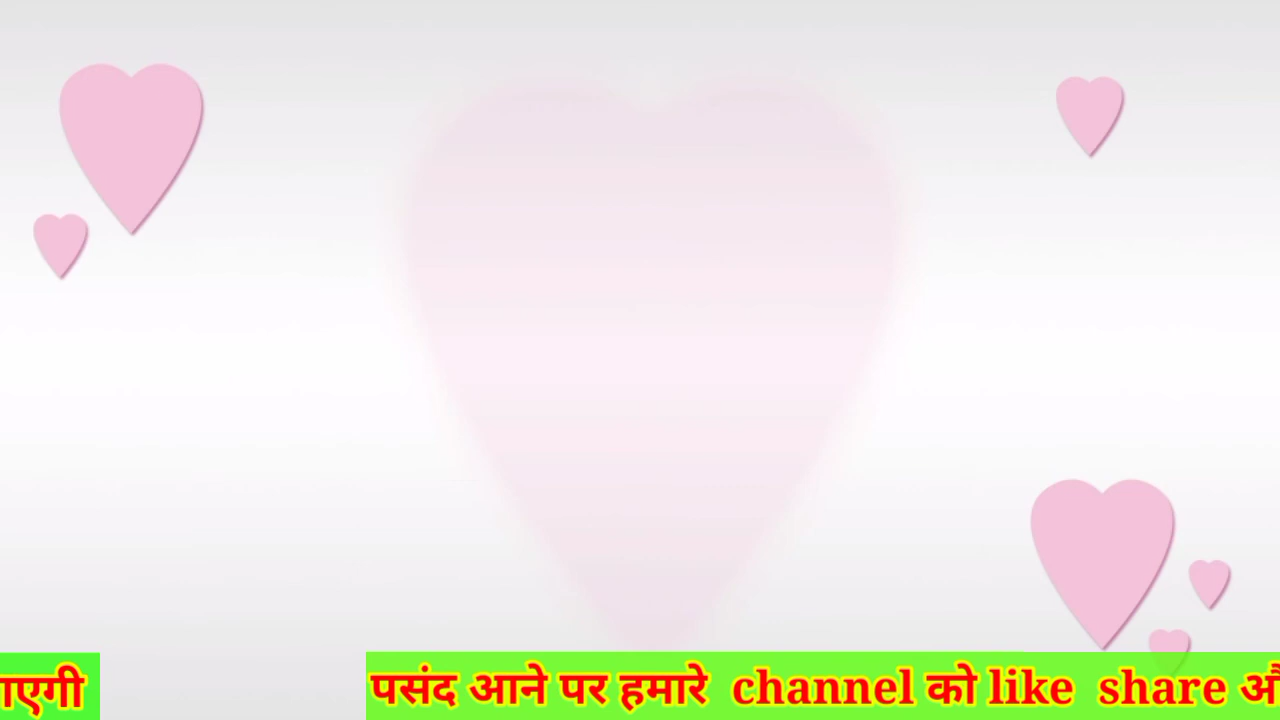 ाएगी पसंद आने पर हमारे channel को like share